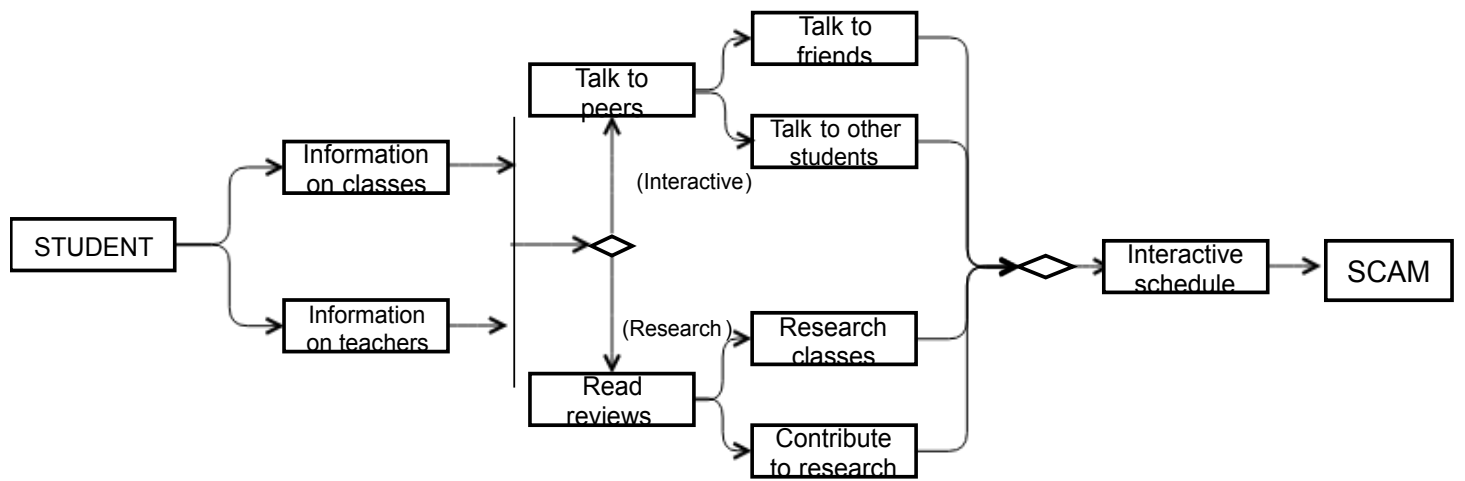 STUDENT
Information
on classes
Information
on teachers
Talk to
peers
(Interactive)
(Research)
Read
reviews
Talk to
friends
Talk to other
students
Research
classes
Contribute
to research
Interactive
schedule
SCAM